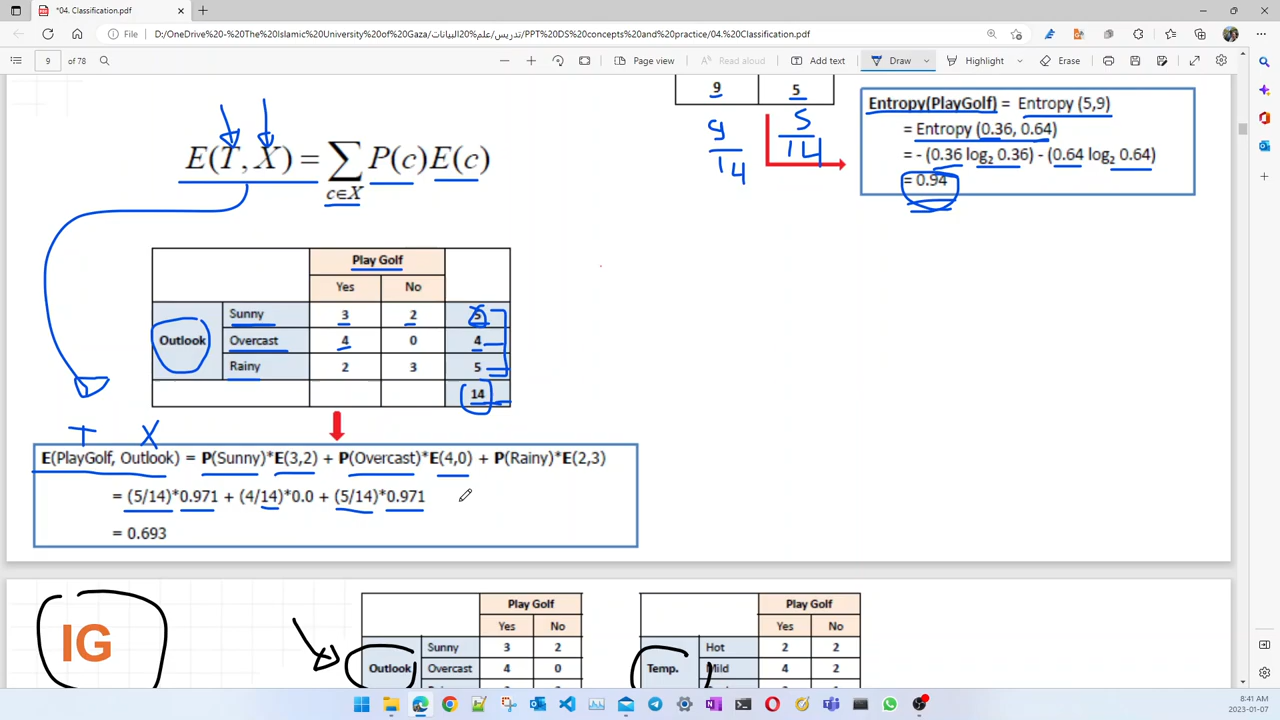 *04. Classification.pdf
File
D:/OneDrive%20-%20The%20Islamic%20University%20of%20Gaza/تدريس/علم%20البيانات/PPT%20DS%20concepts%20and%20practice/04.Classification.pdf
9 of 78
Page view
Add text
Read aloud
Draw
Highlight
Erase
9 5
9/14
5/14
Entropy(PlayGolf) = Entropy (5,9)
= Entropy (0.36, 0.64)
= - (0.36 log₂ 0.36) - (0.64 log₂ 0.64)
= 0.94
E(T, X) = ∑ P(c)E(c)
c∈X
Play Golf
Yes No
Outlook
Sunny 3 2 5
Overcast 4 0 4
Rainy 2 3 5
14
T X
E(PlayGolf, Outlook) = P(Sunny)*E(3,2) + P(Overcast)*E(4,0) + P(Rainy)*E(2,3)
= (5/14)*0.971 + (4/14)*0.0 + (5/14)*0.971
= 0.693
IG
Play Golf
Yes No
Outlook
Sunny 3 2
Overcast 4 0
Play Golf
Yes No
Temp.
Hot 2 2
Mild 4 2
8:41 AM
2023-01-07